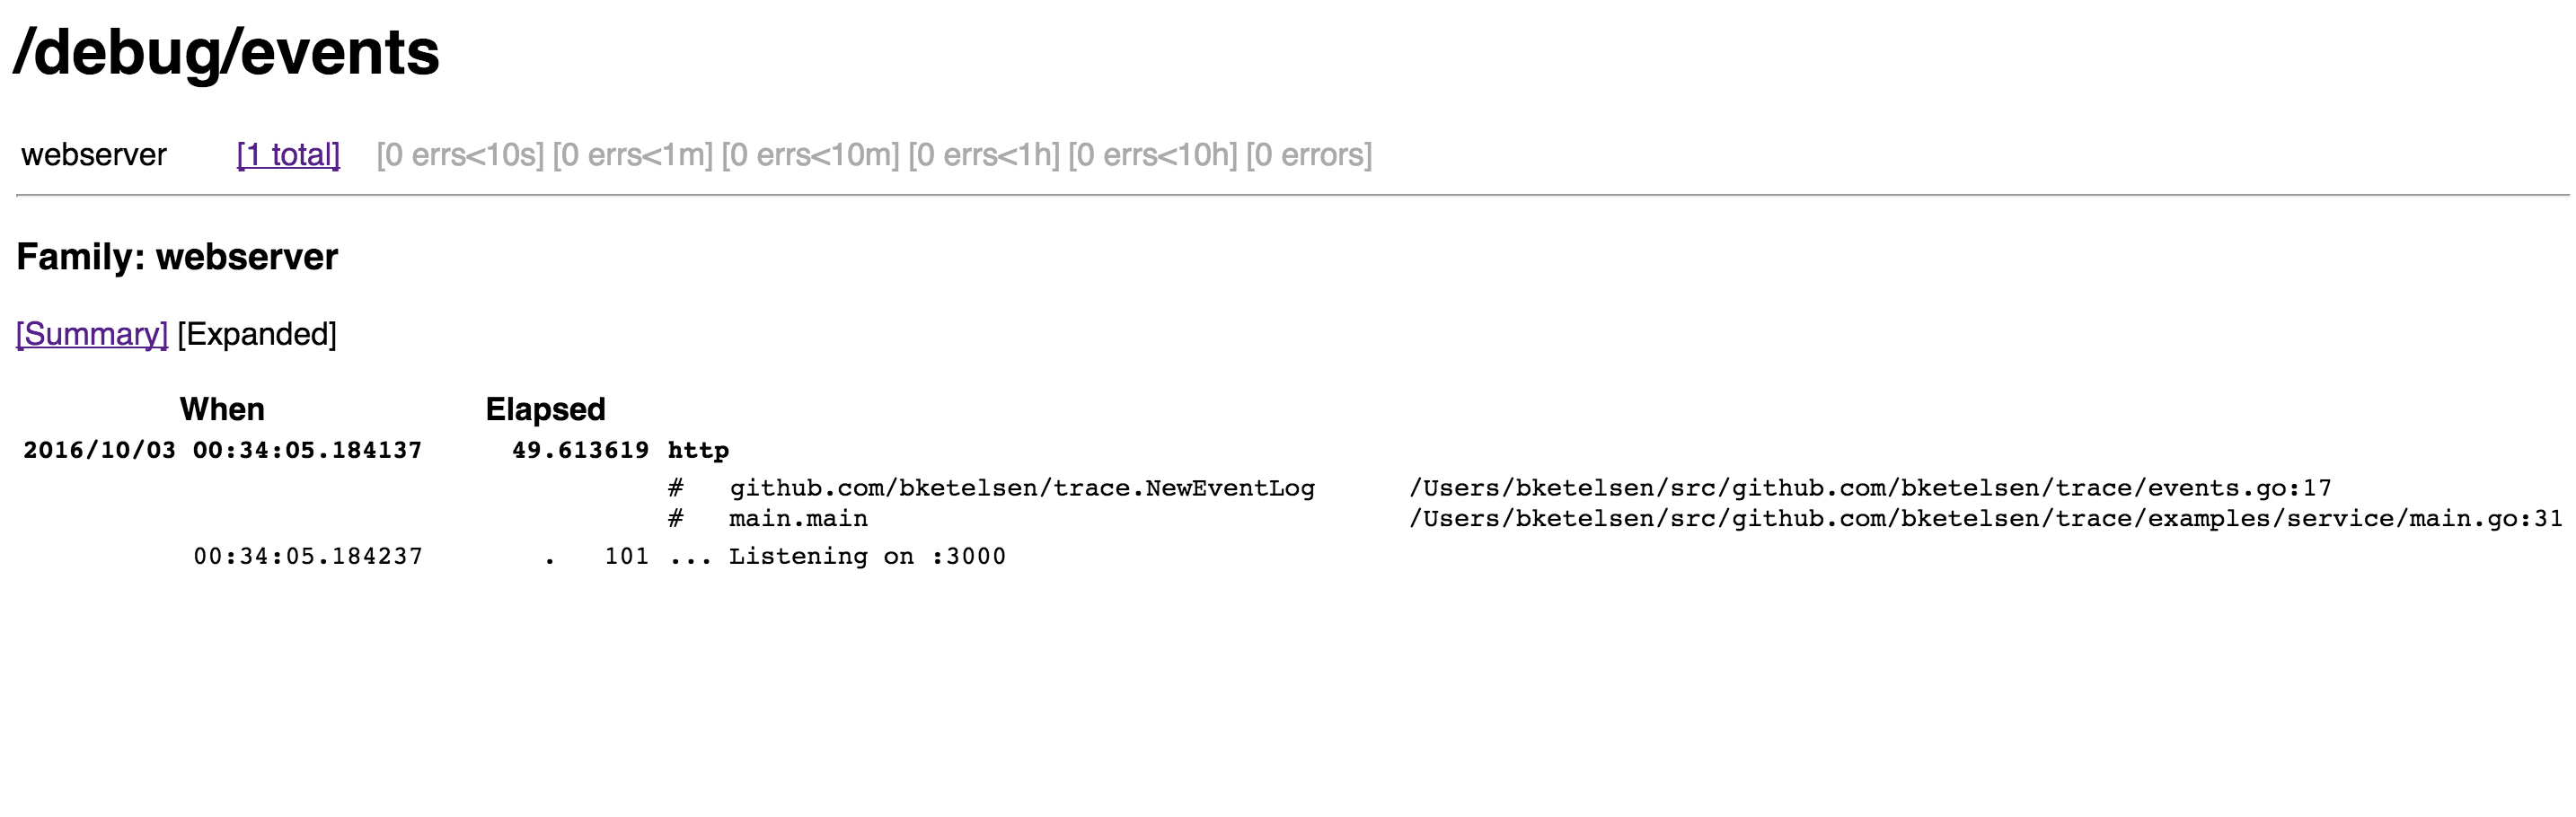 /debug/events
webserver [1 total] [0 errs<10s] [0 errs<1m] [0 errs<10m] [0 errs<1h] [0 errs<10h] [0 errors]
Family: webserver
[Summary] [Expanded]
When Elapsed
2016/10/03 00:34:05.184137 49.613619 http
# github.com/bketelsen/trace.NewEventLog /Users/bketelsen/src/github.com/bketelsen/trace/events.go:17
# main.main /Users/bketelsen/src/github.com/bketelsen/trace/examples/service/main.go:31
00:34:05.184237 . 101 ... Listening on :3000